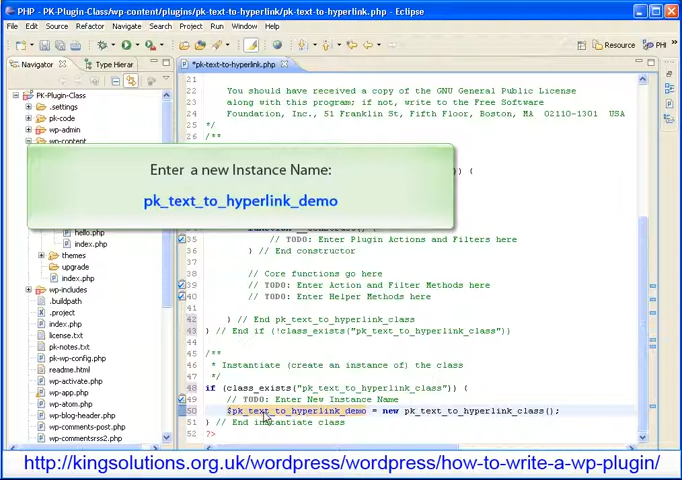 PHP - PK-Plugin-Class/wp-content/plugins/pk-text-to-hyperlink/pk-text-to-hyperlink.php - Eclipse
File Edit Source Refactor Navigate Search Project Run Window Help
Resource PHP
Navigator Type Hierar
*pk-text-to-hyperlink.php
PK-Plugin-Class
.settings
pk-code
wp-admin
wp-content
hello.php
index.php
themes
upgrade
index.php
wp-includes
.buildpath
.project
index.php
license.txt
pk-notes.txt
pk-wp-config.php
readme.html
wp-activate.php
wp-app.php
wp-atom.php
wp-blog-header.php
wp-comments-post.php
wp-commentsrss2.php
21
22 You should have received a copy of the GNU General Public License
23 along with this program; if not, write to the Free Software
24 Foundation, Inc., 51 Franklin St, Fifth Floor, Boston, MA 02110-1301 USA
25 */
26 /**
Enter a new Instance Name:
pk_text_to_hyperlink_demo
35 // TODO: Enter Plugin Actions and Filters here
36 } // End constructor
38 // Core functions go here
39 // TODO: Enter Action and Filter Methods here
40 // TODO: Enter Helper Methods here
42 } // End pk_text_to_hyperlink_class
43 } // End if (!class_exists("pk_text_to_hyperlink_class"))
45 /**
46 * Instantiate (create an instance of) the class
47 */
48 if (class_exists("pk_text_to_hyperlink_class")) {
49 // TODO: Enter New Instance Name
50 $pk_text_to_hyperlink_demo = new pk_text_to_hyperlink_class();
51 } // End instantiate class
52 ?>
http://kingsolutions.org.uk/wordpress/wordpress/how-to-write-a-wp-plugin/